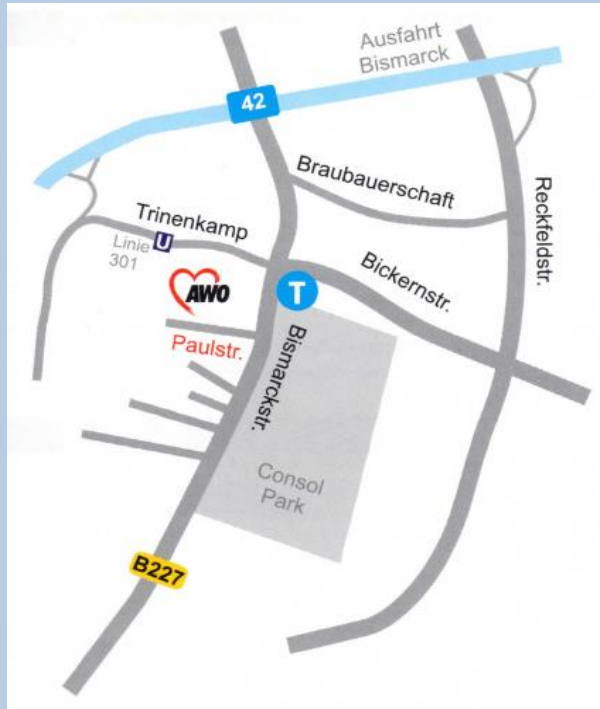 Ausfahrt
Bismarck
42
Braubauerschaft
Reckfeldstr.
Trinenkamp
Linie
301
U
Bickernstr.
AWO
T
Paulstr.
Bismarckstr.
Consol
Park
B227